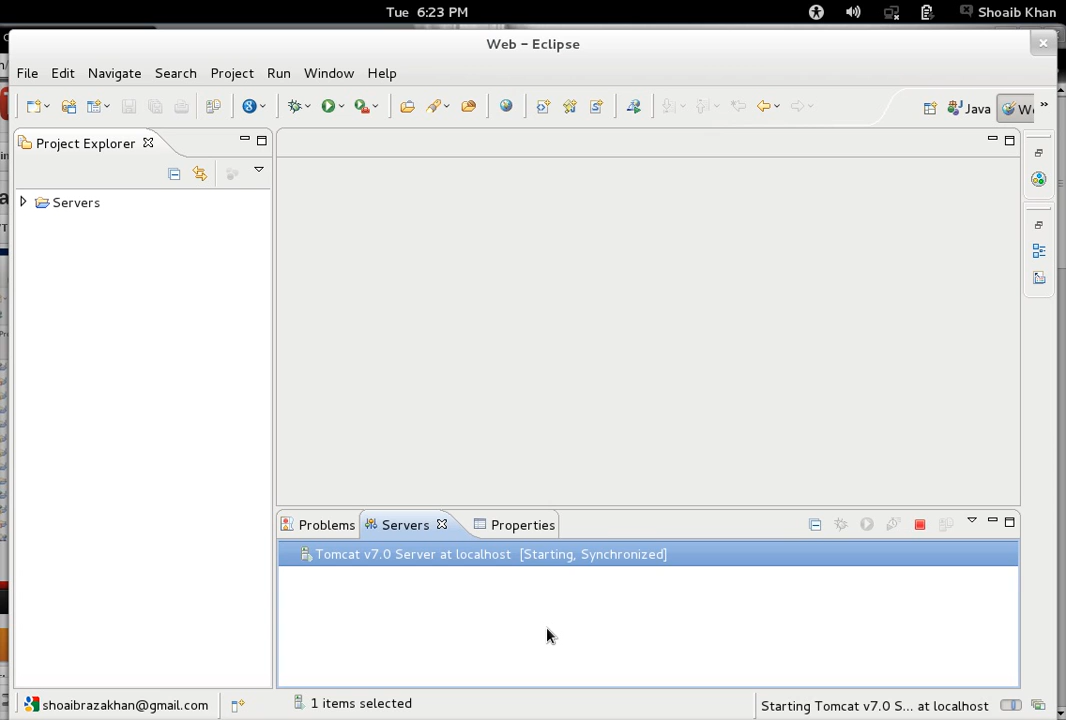 Tue 6:23 PM
Shoaib Khan
Web – Eclipse
File Edit Navigate Search Project Run Window Help
Java
Project Explorer
Servers
Problems Servers Properties
Tomcat v7.0 Server at localhost [Starting, Synchronized]
shoaibrazakhan@gmail.com
1 items selected
Starting Tomcat v7.0 S... at localhost